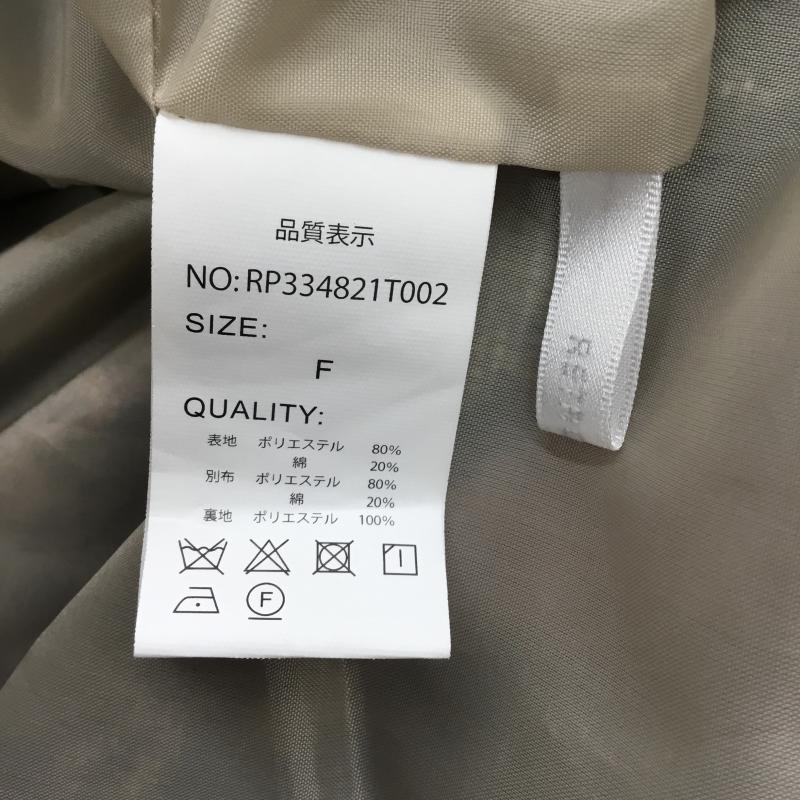 品質表示
NO: RP334821T002
SIZE:
F
QUALITY:
表地 ポリエステル 80%
綿 20%
別布 ポリエステル 80%
綿 20%
裏地 ポリエステル 100%
F